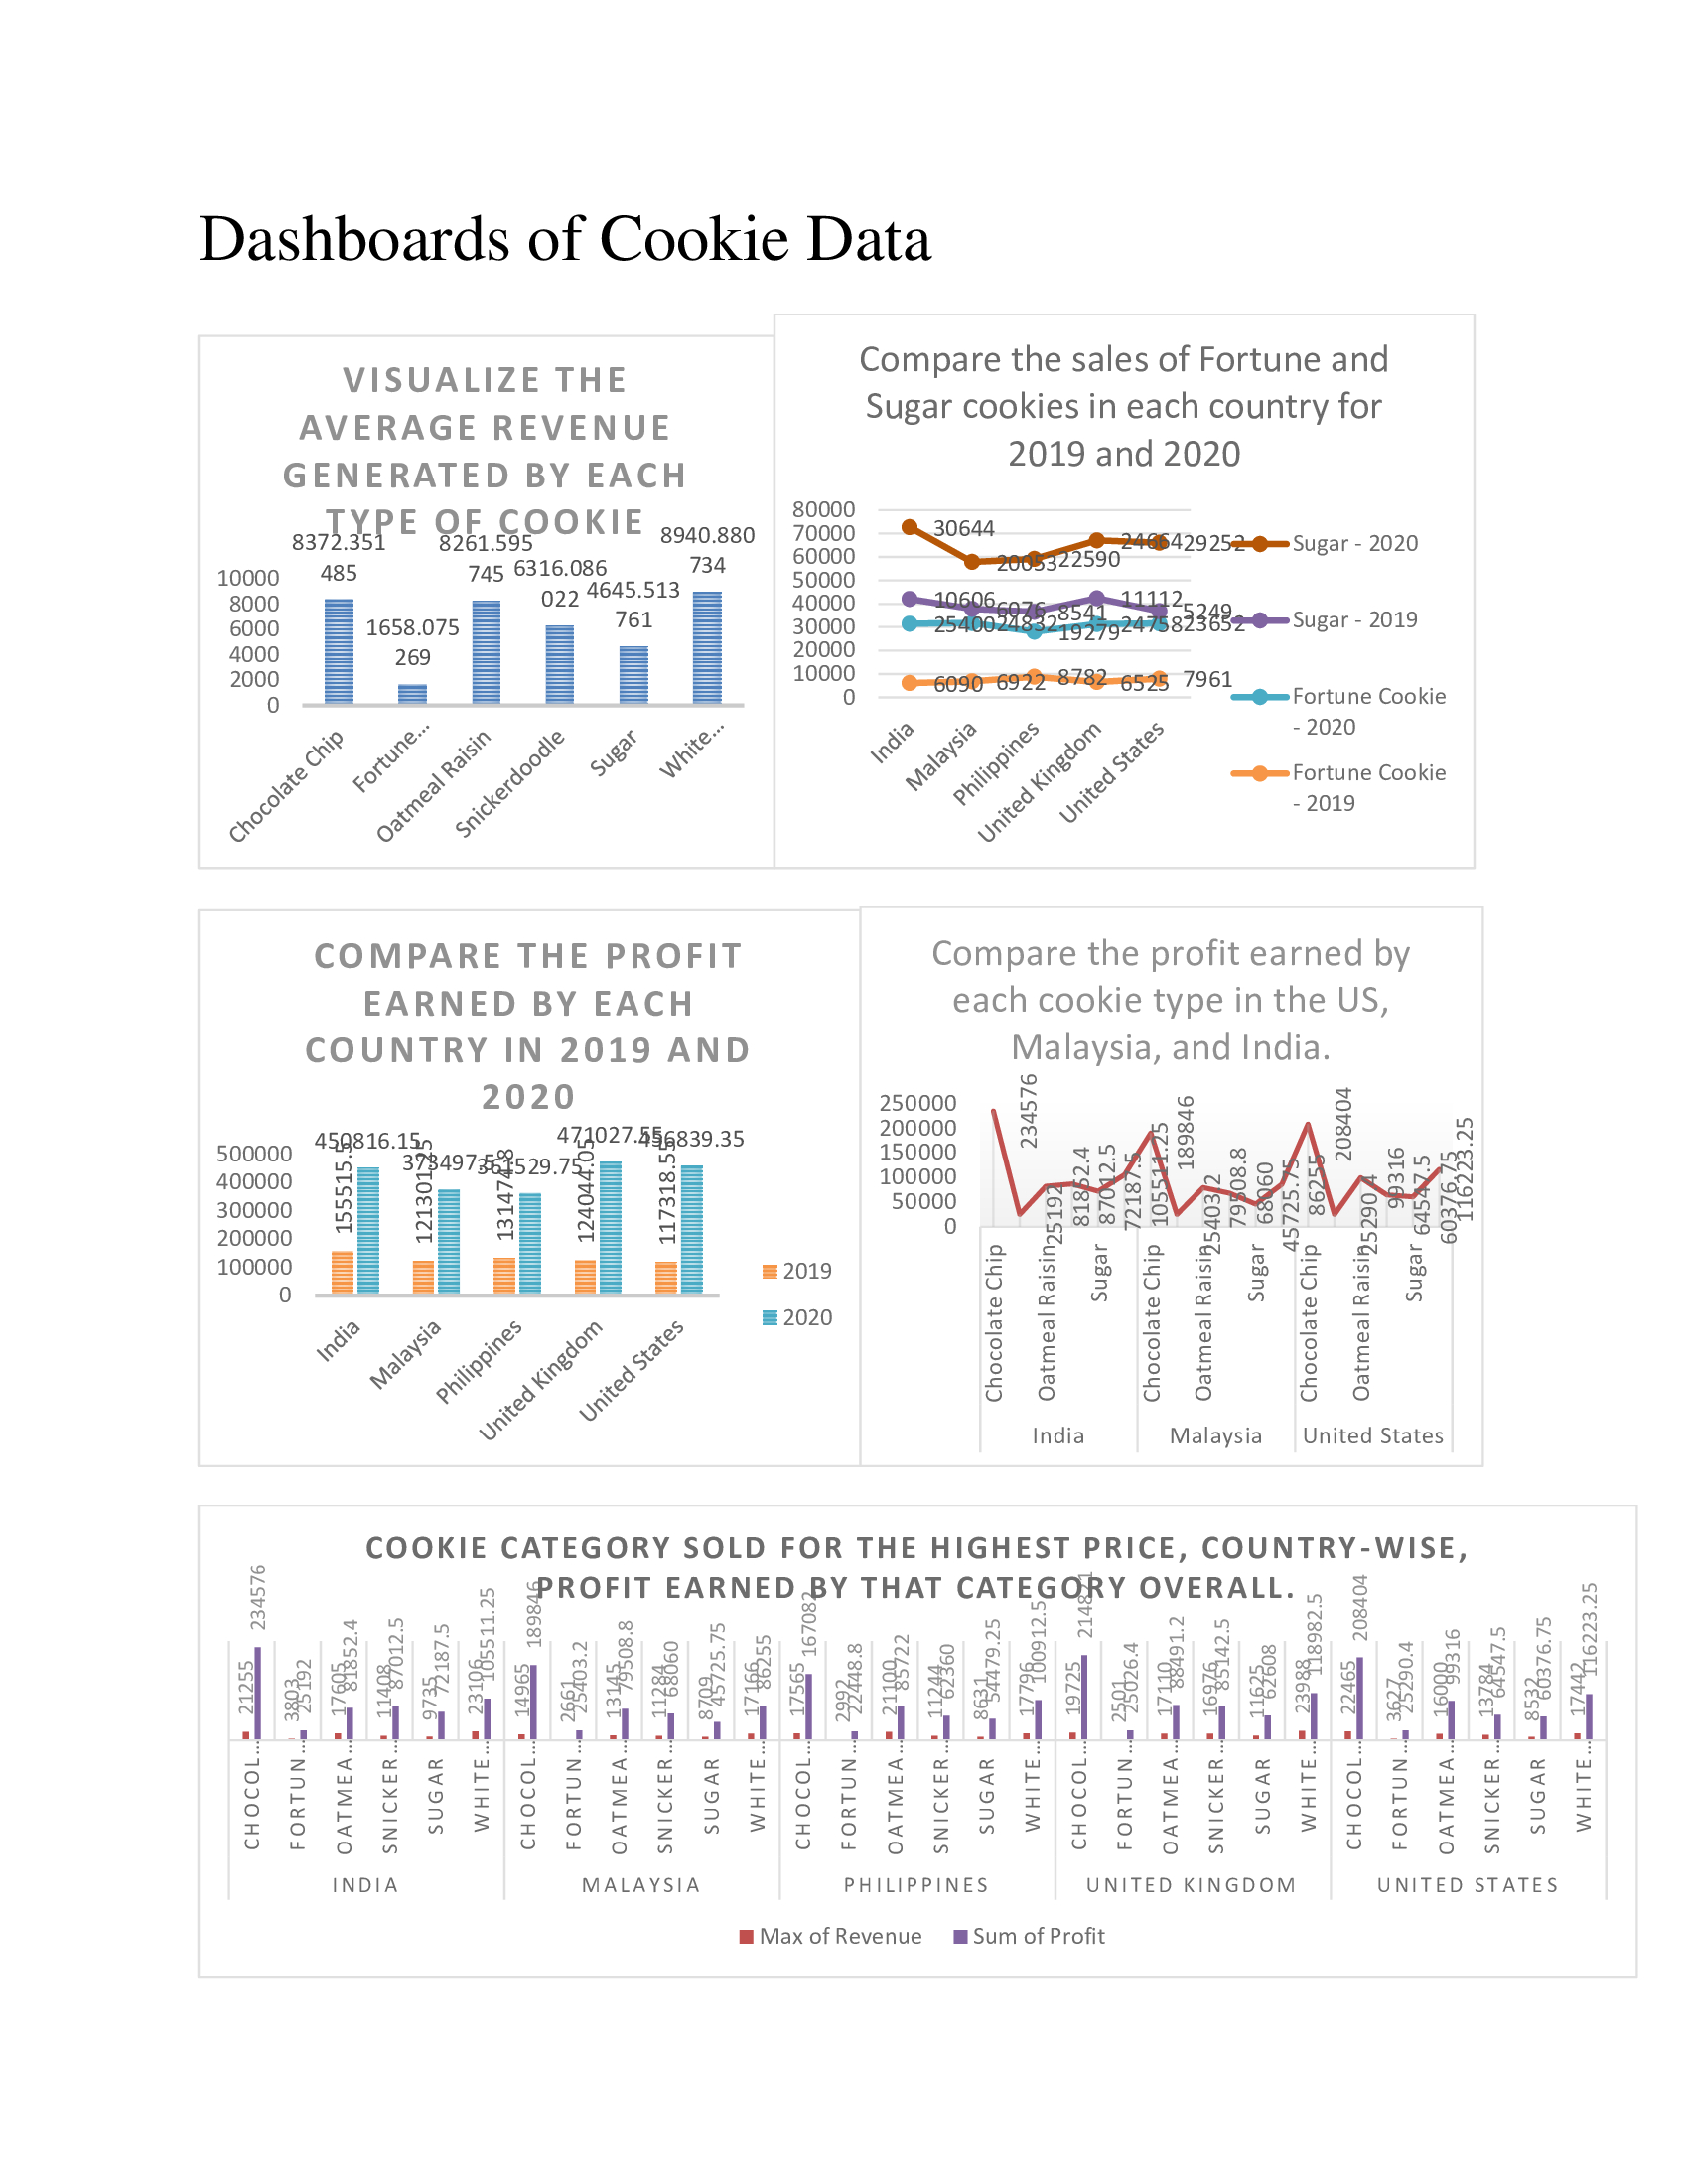 Dashboards of Cookie Data
VISUALIZE THE
AVERAGE REVENUE
GENERATED BY EACH
TYPE OF COOKIE
8372.351
485
1658.075
269
8261.595
745
6316.086
022
4645.513
761
8940.880
734
10000
8000
6000
4000
2000
0
Chocolate Chip
Fortune...
Oatmeal Raisin
Snickerdoodle
Sugar
White...
Compare the sales of Fortune and
Sugar cookies in each country for
2019 and 2020
80000
70000
60000
50000
40000
30000
20000
10000
0
30644
20053
22590
24664
29252
10606
6076
8541
11112
5249
25400
24832
19279
24758
23652
6090
6922
8782
6525
7961
India
Malaysia
Philippines
United Kingdom
United States
Sugar - 2020
Sugar - 2019
Fortune Cookie
- 2020
Fortune Cookie
- 2019
COMPARE THE PROFIT
EARNED BY EACH
COUNTRY IN 2019 AND
2020
500000
400000
300000
200000
100000
0
155515.5
450816.15
121301.25
373497.5
131474.8
361529.75
124044.05
471027.55
117318.55
456839.35
India
Malaysia
Philippines
United Kingdom
United States
2019
2020
Compare the profit earned by
each cookie type in the US,
Malaysia, and India.
250000
200000
150000
100000
50000
0
234576
25192
81852.4
87012.5
72187.5
105511.25
189846
25403.2
79508.8
68060
45725.75
86255
208404
25290.4
99316
64547.5
60376.75
116223.25
Chocolate Chip
Oatmeal Raisin
Sugar
Chocolate Chip
Oatmeal Raisin
Sugar
Chocolate Chip
Oatmeal Raisin
Sugar
India
Malaysia
United States
COOKIE CATEGORY SOLD FOR THE HIGHEST PRICE, COUNTRY-WISE,
PROFIT EARNED BY THAT CATEGORY OVERALL.
21255
234576
3803
25192
17605
81852.4
11408
87012.5
9735
72187.5
23106
105511.25
14965
189846
2661
25403.2
13145
79508.8
11284
68060
8709
45725.75
17166
86255
17565
167082
2992
22448.8
21100
85722
11244
62360
8631
54479.25
17796
100912.5
19725
214821
2501
25026.4
17110
88491.2
16976
85142.5
11625
62608
23988
118982.5
22465
208404
3627
25290.4
16000
99316
13784
64547.5
8532
60376.75
17442
116223.25
CHOCOL...
FORTUN...
OATMEA...
SNICKER...
SUGAR
WHITE...
CHOCOL...
FORTUN...
OATMEA...
SNICKER...
SUGAR
WHITE...
CHOCOL...
FORTUN...
OATMEA...
SNICKER...
SUGAR
WHITE...
CHOCOL...
FORTUN...
OATMEA...
SNICKER...
SUGAR
WHITE...
CHOCOL...
FORTUN...
OATMEA...
SNICKER...
SUGAR
WHITE...
INDIA
MALAYSIA
PHILIPPINES
UNITED KINGDOM
UNITED STATES
Max of Revenue
Sum of Profit